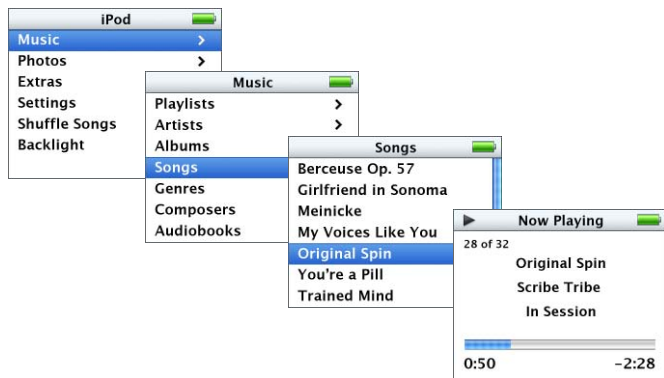 iPod
Music
Photos
Extras
Settings
Shuffle Songs
Backlight
Music
Playlists
Artists
Albums
Songs
Genres
Composers
Audiobooks
Songs
Berceuse Op. 57
Girlfriend in Sonoma
Meinicke
My Voices Like You
Original Spin
You're a Pill
Trained Mind
Now Playing
28 of 32
Original Spin
Scribe Tribe
In Session
0:50 -2:28